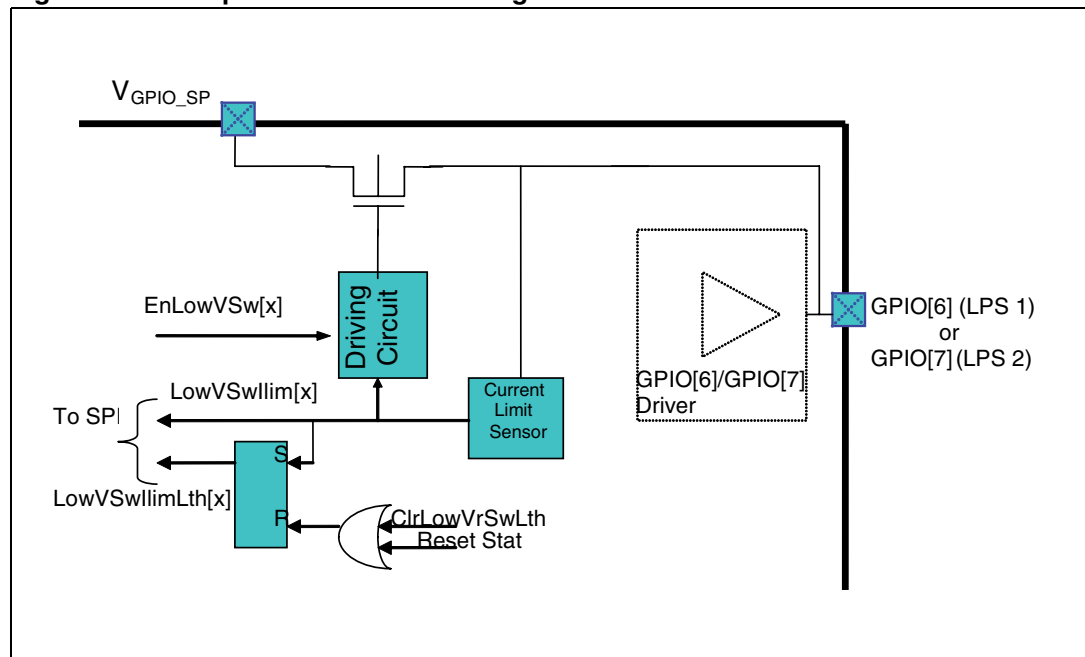 V_GPIO_SP
EnLowVSw[x]
Driving
Circuit
LowVSwIlim[x]
To SPI
Current
Limit
Sensor
GPIO[6]/GPIO[7]
Driver
GPIO[6] (LPS 1)
or
GPIO[7] (LPS 2)
S
LowVSwIlimLth[x]
R
ClrLowVrSwLth
Reset Stat